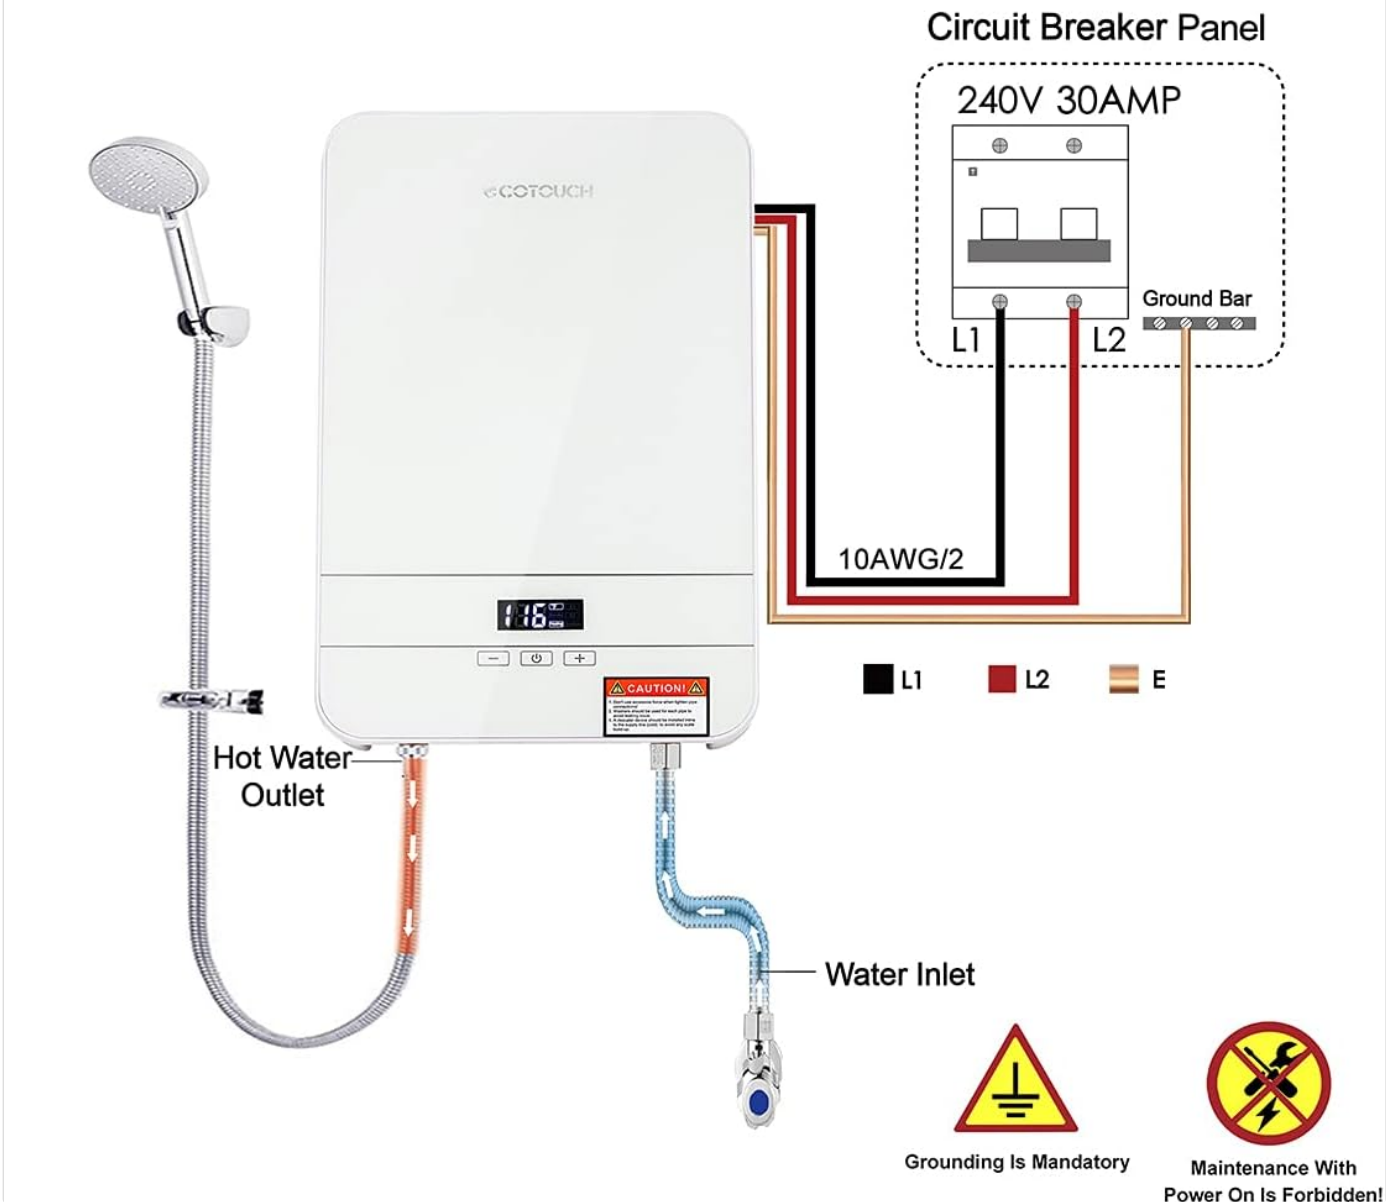 Circuit Breaker Panel
240V 30AMP
ECOTOUCH
Ground Bar
L1
L2
10AWG/2
116
L1
L2
E
CAUTION!
Hot Water
Outlet
Water Inlet
Grounding Is Mandatory
Maintenance With
Power On Is Forbidden!